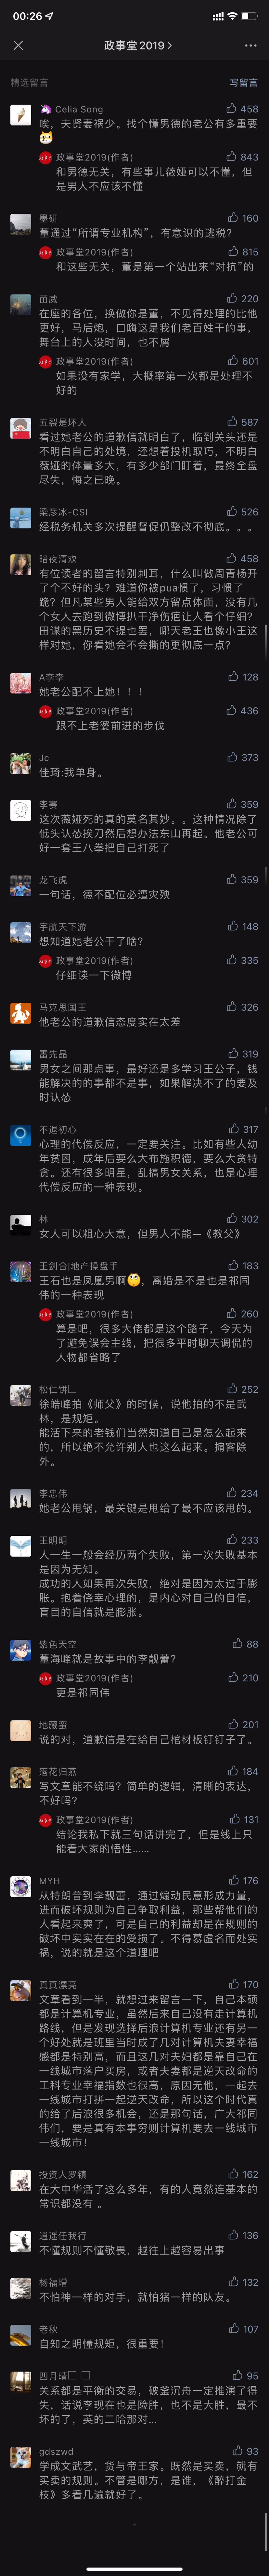 00:26
政事堂2019
精选留言
写留言
Celia Song
458
唉，夫贤妻祸少。找个懂男德的老公有多重要
政事堂2019(作者)
843
和男德无关，有些事儿薇娅可以不懂，但
是男人不应该不懂
墨研
160
董通过“所谓专业机构”，有意识的逃税？
政事堂2019(作者)
815
和这些无关，董是第一个站出来“对抗”的
苗威
220
在座的各位，换做你是董，不见得处理的比他
更好，马后炮，口嗨这是我们老百姓干的事，
舞台上的人没时间，也不屑
政事堂2019(作者)
601
如果没有家学，大概率第一次都是处理不
好的
五裂是坏人
587
看过她老公的道歉信就明白了，临到关头还是
不明白自己的处境，还想着投机取巧，不明白
薇娅的体量多大，有多少部门盯着，最终全盘
尽失，悔之已晚。
梁彦冰-CSI
526
经税务机关多次提醒督促仍整改不彻底。。。
暗夜清欢
458
有位读者的留言特别刺耳，什么叫做周青杨开
了个不好的头？难道你被pua惯了，习惯了
跪？但凡某些男人能给双方留点体面，没有几
个女人去跑到微博扒干净伤疤让人看个仔细？
田谋的黑历史不提也罢，哪天老王也像小王这
样对她，你看她会不会撕的更彻底一点？
A李李
128
她老公配不上她！！！
政事堂2019(作者)
436
跟不上老婆前进的步伐
Jc
373
佳琦:我单身。
李赛
359
这次薇娅死的真的莫名其妙。。这种情况除了
低头认怂挨刀然后想办法东山再起。他老公可
好一套王八拳把自己打死了
龙飞虎
359
一句话，德不配位必遭灾殃
宇航天下游
148
想知道她老公干了啥？
政事堂2019(作者)
335
仔细读一下微博
马克思国王
326
他老公的道歉信态度实在太差
雷先晶
319
男女之间那点事，最好还是多学习王公子，钱
能解决的的事都不是事，如果解决不了的要及
时认怂
不退初心
317
心理的代偿反应，一定要关注。比如有些人幼
年贫困，成年后要么大布施积德，要么大贪特
贪。还有很多明星，乱搞男女关系，也是心理
代偿反应的一种表现。
林
302
女人可以粗心大意，但男人不能—《教父》
王剑合|地产操盘手
183
王石也是凤凰男啊，离婚是不是也是祁同
伟的一种表现
政事堂2019(作者)
260
算是吧，很多大佬都是这个路子，今天为
了避免误会主线，把很多平时聊天调侃的
人物都省略了
松仁饼
252
徐皓峰拍《师父》的时候，说他拍的不是武
林，是规矩。
能活下来的老钱们当然知道自己是怎么起来
的，所以绝不允许别人也这么起来。掮客除
外。
李忠伟
234
她老公甩锅，最关键是甩给了最不应该甩的。
王明明
233
人一生一般会经历两个失败，第一次失败基本
是因为无知。
成功的人如果再次失败，绝对是因为太过于膨
胀。抱着侥幸心理的，是内心对自己的自信，
盲目的自信就是膨胀。
紫色天空
88
董海峰就是故事中的李靓蕾？
政事堂2019(作者)
210
更是祁同伟
地藏蛮
201
说的对，道歉信是在给自己棺材板钉钉子了。
落花归燕
184
写文章能不绕吗？简单的逻辑，清晰的表达，
不好吗？
政事堂2019(作者)
131
结论我私下就三句话讲完了，但是线上只
能看大家的悟性……
MYH
176
从特朗普到李靓蕾，通过煽动民意形成力量，
进而破坏规则为自己争取利益，那些帮他们的
人看起来爽了，可是自己的利益却是在规则的
破坏中实实在在的受损了。不得慕虚名而处实
祸，说的就是这个道理吧
真真漂亮
170
文章看到一半，就想过来留言一下，自己本硕
都是计算机专业，虽然后来自己没有走计算机
路线，但是发现选择后浪计算机专业还有另一
个好处就是班里当时成了几对计算机夫妻幸福
感都是特别高，而且这几对夫妇都是靠自己在
一线城市落户买房，或者夫妻都是逆天改命的
工科专业幸福指数也很高，原因无他，一起去
一线城市打拼一起逆天改命，所以这个时代真
的给了后浪很多机会，还是那句话，广大祁同
伟们，要是真有本事穷则计算机要去一线城市
一线城市！
投资人罗镇
162
在大中华活了这么多年，有的人竟然连基本的
常识都没有 。
逍遥任我行
136
不懂规则不懂敬畏，越往上越容易出事
杨福增
132
不怕神一样的对手，就怕猪一样的队友。
老秋
107
自知之明懂规矩，很重要！
四月晴
95
关系都是平衡的交易，破釜沉舟一定推演了得
失，话说李现在也是险胜，也不是大胜，最不
坏的了，英的二哈那对…
gdszwd
93
学成文武艺，货与帝王家。既然是买卖，就有
买卖的规则。不管是哪方，是谁，《醉打金
枝》多看几遍就好了。